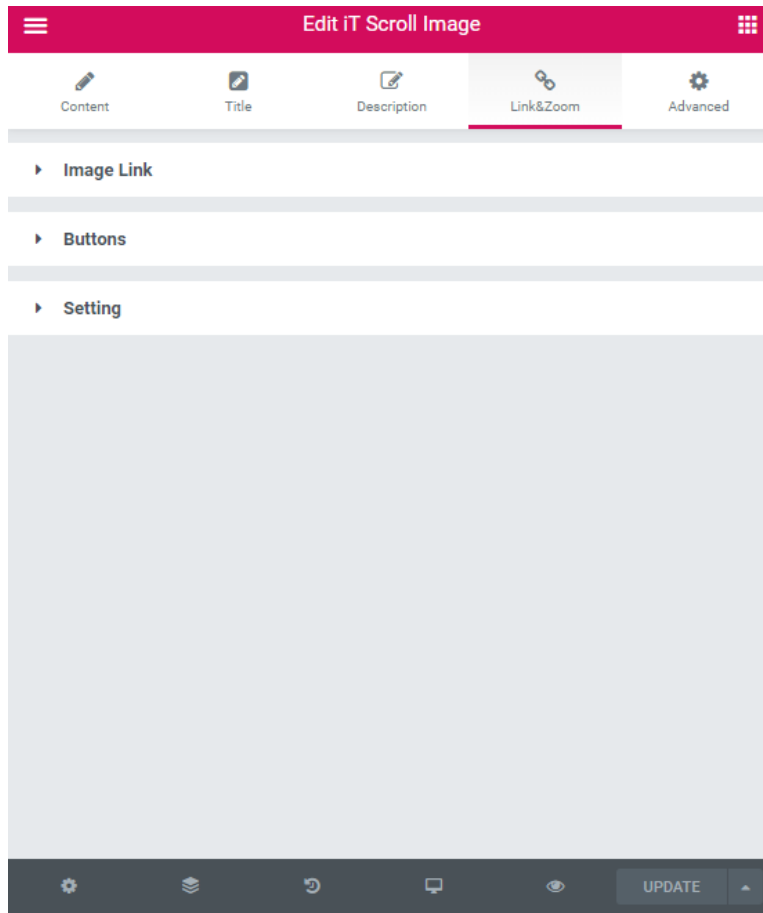 Edit iT Scroll Image
Content Title Description Link&Zoom Advanced
Image Link
Buttons
Setting
UPDATE